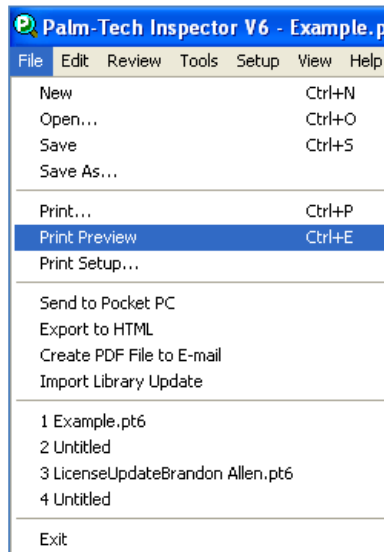 Palm-Tech Inspector V6 - Example.p
File Edit Review Tools Setup View Help
New Ctrl+N
Open... Ctrl+O
Save Ctrl+S
Save As...
Print... Ctrl+P
Print Preview Ctrl+E
Print Setup...
Send to Pocket PC
Export to HTML
Create PDF File to E-mail
Import Library Update
1 Example.pt6
2 Untitled
3 LicenseUpdateBrandon Allen.pt6
4 Untitled
Exit